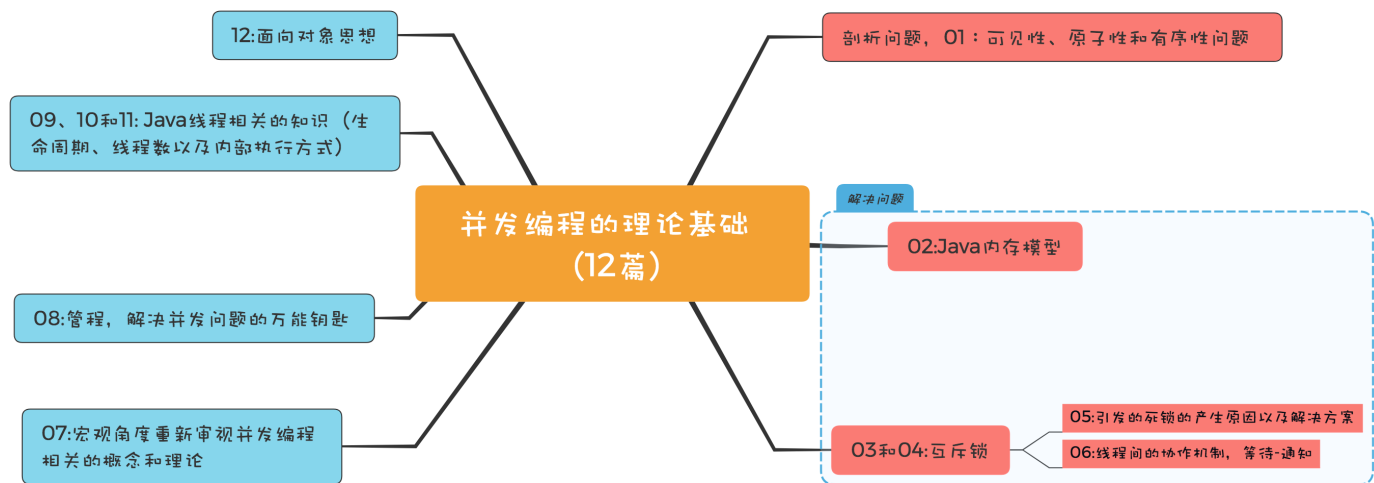 并发编程的理论基础
(12篇)
剖析问题，01：可见性、原子性和有序性问题
解决问题
02:Java内存模型
03和04:互斥锁
05:引发的死锁的产生原因以及解决方案
06:线程间的协作机制，等待-通知
07:宏观角度重新审视并发编程
相关的概念和理论
08:管程，解决并发问题的万能钥匙
09、10和11: Java线程相关的知识（生
命周期、线程数以及内部执行方式）
12:面向对象思想